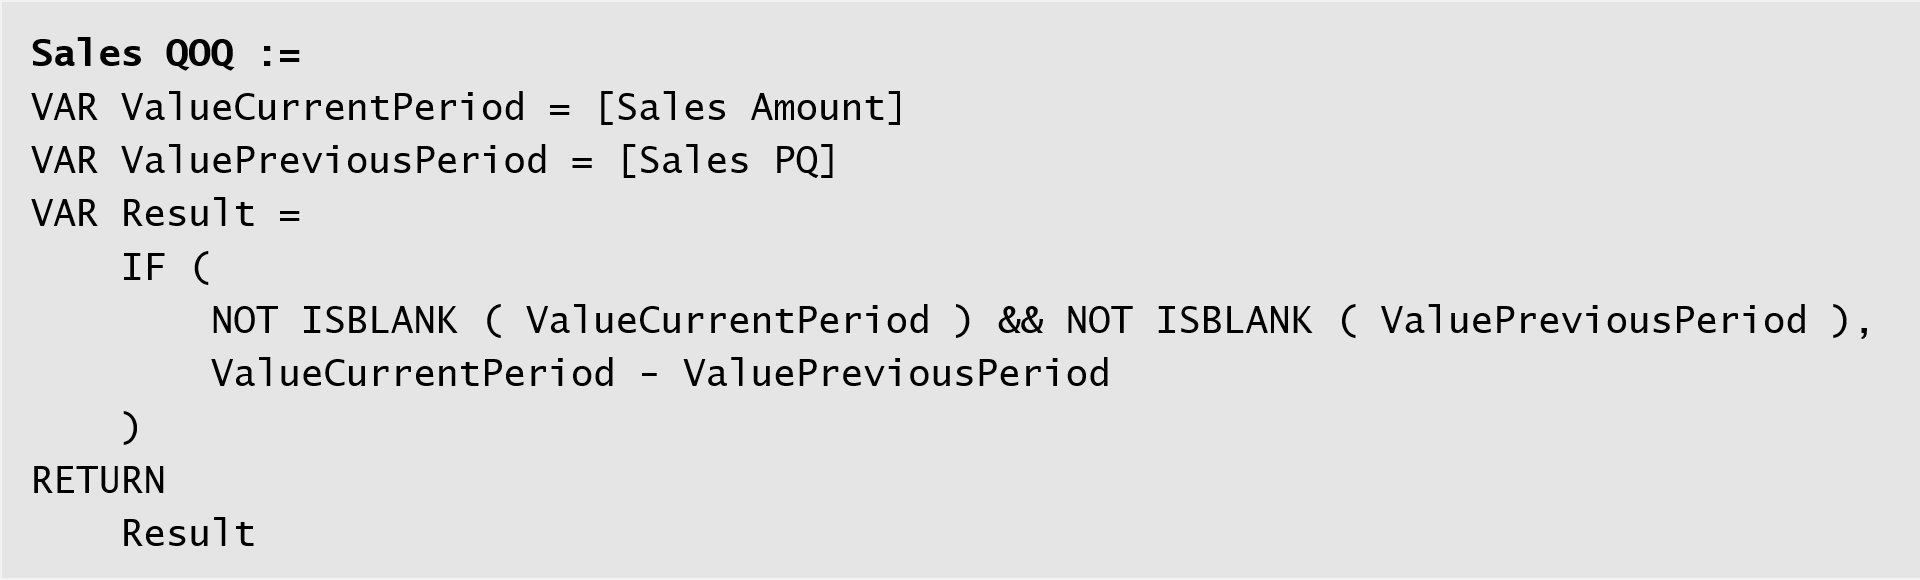 Sales QOQ :=
VAR ValueCurrentPeriod = [Sales Amount]
VAR ValuePreviousPeriod = [Sales PQ]
VAR Result =
    IF (
        NOT ISBLANK ( ValueCurrentPeriod ) && NOT ISBLANK ( ValuePreviousPeriod ),
        ValueCurrentPeriod - ValuePreviousPeriod
    )
RETURN
    Result